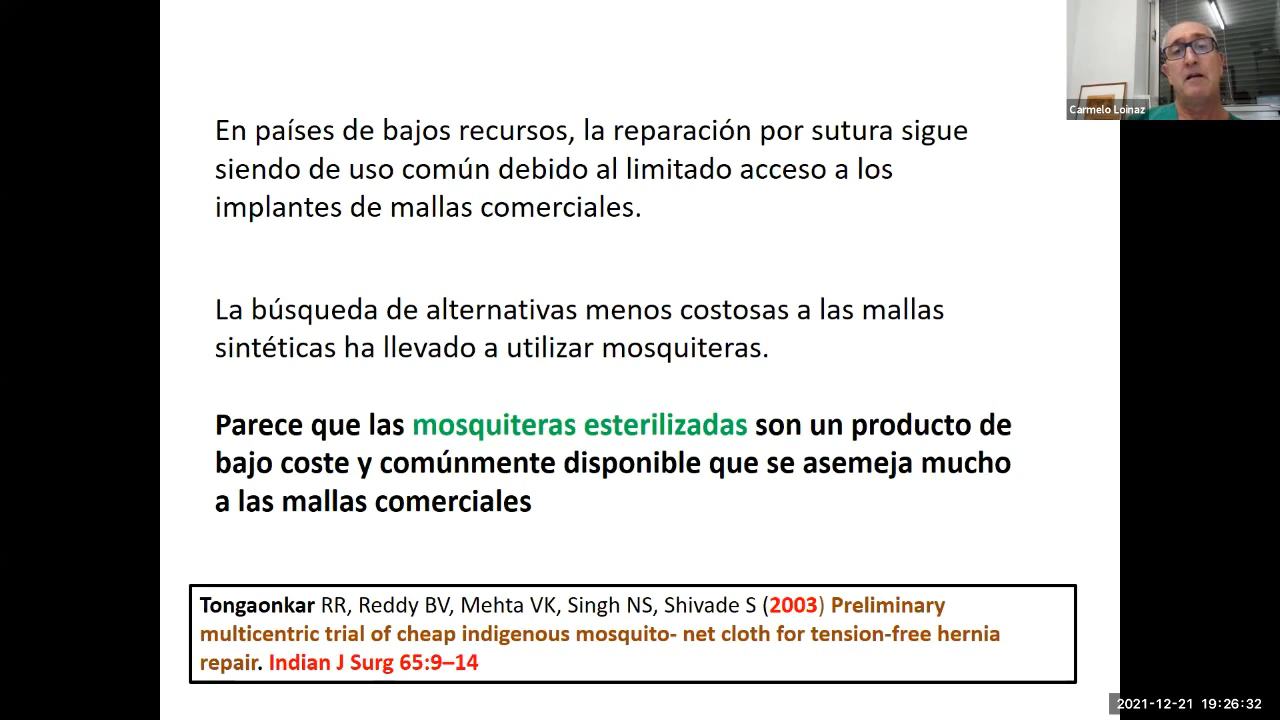 Carmelo Loinaz
En países de bajos recursos, la reparación por sutura sigue
siendo de uso común debido al limitado acceso a los
implantes de mallas comerciales.
La búsqueda de alternativas menos costosas a las mallas
sintéticas ha llevado a utilizar mosquiteras.
Parece que las mosquiteras esterilizadas son un producto de
bajo coste y comúnmente disponible que se asemeja mucho
a las mallas comerciales
Tongaonkar RR, Reddy BV, Mehta VK, Singh NS, Shivade S (2003) Preliminary
multicentric trial of cheap indigenous mosquito- net cloth for tension-free hernia
repair. Indian J Surg 65:9–14
2021-12-21 19:26:32